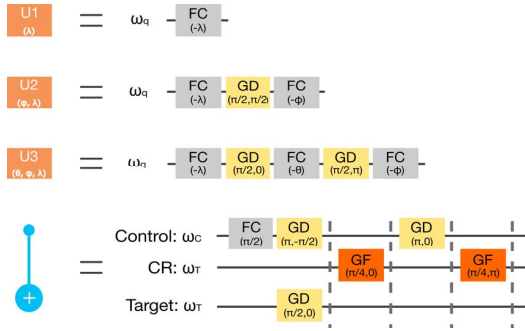 U1 = ωq FC
(λ) (-λ)
U2 = ωq FC GD FC
(φ, λ) (-λ) (π/2,π/2) (-φ)
U3 = ωq FC GD FC GD FC
(θ, φ, λ) (-λ) (π/2,0) (-θ) (π/2,π) (-φ)
Control: ωC FC GD GD
(π/2) (π,-π/2) (π,0)
+ = CR: ωT GF GF
(π/4,0) (π/4,π)
Target: ωT GD
(π/2,0)